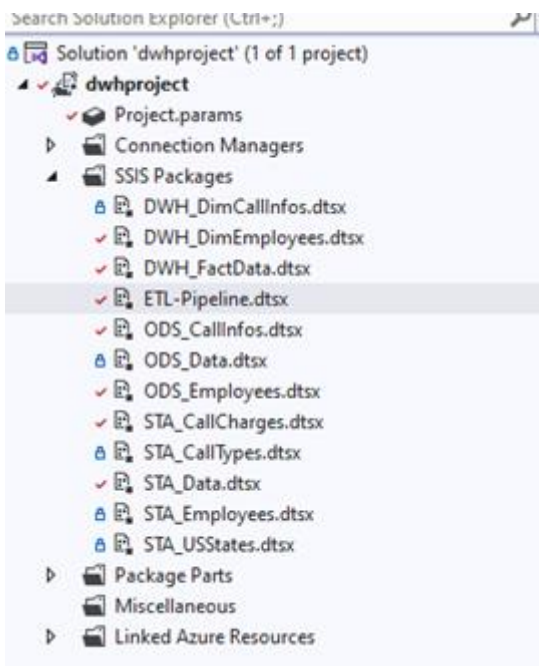 Search Solution Explorer (Ctrl+;)
Solution 'dwhproject' (1 of 1 project)
dwhproject
Project.params
Connection Managers
SSIS Packages
DWH_DimCallInfos.dtsx
DWH_DimEmployees.dtsx
DWH_FactData.dtsx
ETL-Pipeline.dtsx
ODS_CallInfos.dtsx
ODS_Data.dtsx
ODS_Employees.dtsx
STA_CallCharges.dtsx
STA_CallTypes.dtsx
STA_Data.dtsx
STA_Employees.dtsx
STA_USStates.dtsx
Package Parts
Miscellaneous
Linked Azure Resources